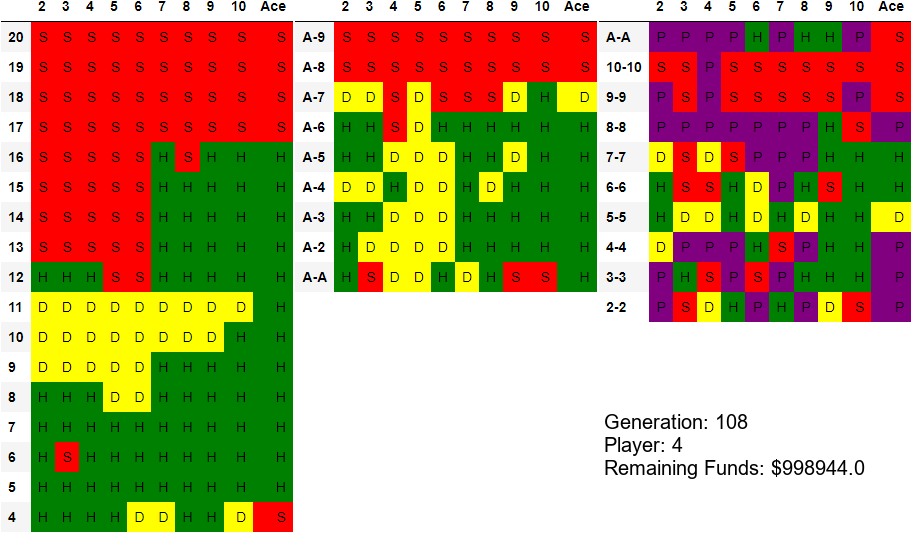 2 3 4 5 6 7 8 9 10 Ace
20 S S S S S S S S S S
19 S S S S S S S S S S
18 S S S S S S S S S S
17 S S S S S S S S S S
16 S S S S S H S H H H
15 S S S S S H H H H H
14 S S S S S H H H H H
13 S S S S S H H H H H
12 H H H S S H H H H H
11 D D D D D D D D D H
10 D D D D D D D D H H
9 D D D D D H H H H H
8 H H H D D H H H H H
7 H H H H H H H H H H
6 H S H H H H H H H H
5 H H H H H H H H H H
4 H H H H D D H H D S
2 3 4 5 6 7 8 9 10 Ace
A-9 S S S S S S S S S S
A-8 S S S S S S S S S S
A-7 D D S D S S S D H D
A-6 H H S D H H H H H H
A-5 H H D D D H H D H H
A-4 D D H D D H D H H H
A-3 H H D D D H H H H H
A-2 H D D D D H H H H H
A-A H S D D H D H S S H
2 3 4 5 6 7 8 9 10 Ace
A-A P P P P H P H H P S
10-10 S S P S S S S S S S
9-9 P S P S S S S S P S
8-8 P P P P P P P H S P
7-7 D S D S P P P H H H
6-6 H S S H D P H S H H
5-5 H D D H D H D H H D
4-4 D P P P H S P H H P
3-3 P H S P S P H H H P
2-2 P S D H P H P D S P
Generation: 108
Player: 4
Remaining Funds: $998944.0